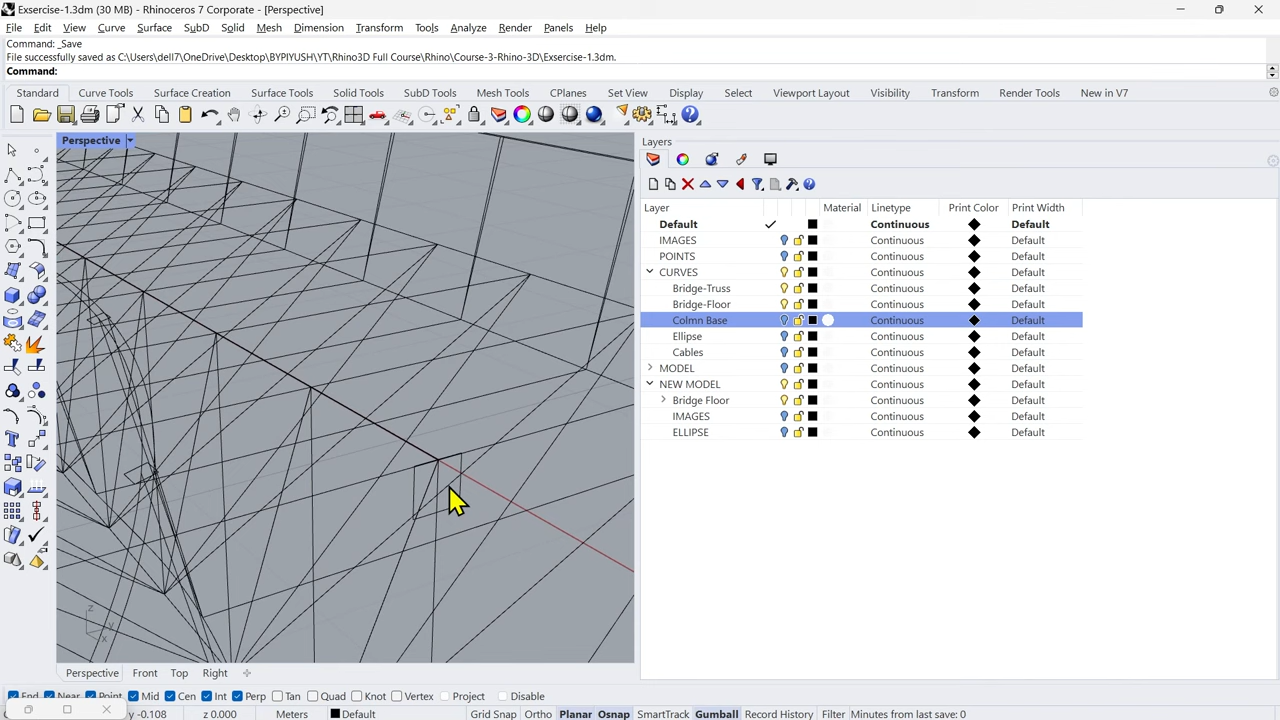 Exsercise-1.3dm (30 MB) - Rhinoceros 7 Corporate - [Perspective]
File Edit View Curve Surface SubD Solid Mesh Dimension Transform Tools Analyze Render Panels Help
Command: _Save
File successfully saved as C:\Users\dell7\OneDrive\Desktop\BYPIYUSH\YT\Rhino3D Full Course\Rhino\Course-3-Rhino-3D\Exsercise-1.3dm.
Command:
Standard Curve Tools Surface Creation Surface Tools Solid Tools SubD Tools Mesh Tools CPlanes Set View Display Select Viewport Layout Visibility Transform Render Tools New in V7
Perspective
Layers
Layer Material Linetype Print Color Print Width
Default Continuous Default
IMAGES Continuous Default
POINTS Continuous Default
CURVES Continuous Default
Bridge-Truss Continuous Default
Bridge-Floor Continuous Default
Colmn Base Continuous Default
Ellipse Continuous Default
Cables Continuous Default
MODEL Continuous Default
NEW MODEL Continuous Default
Bridge Floor Continuous Default
IMAGES Continuous Default
ELLIPSE Continuous Default
z
y
x
Perspective Front Top Right
End Near Point Mid Cen Int Perp Tan Quad Knot Vertex Project Disable
y -0.108 z 0.000 Meters Default Grid Snap Ortho Planar Osnap SmartTrack Gumball Record History Filter Minutes from last save: 0